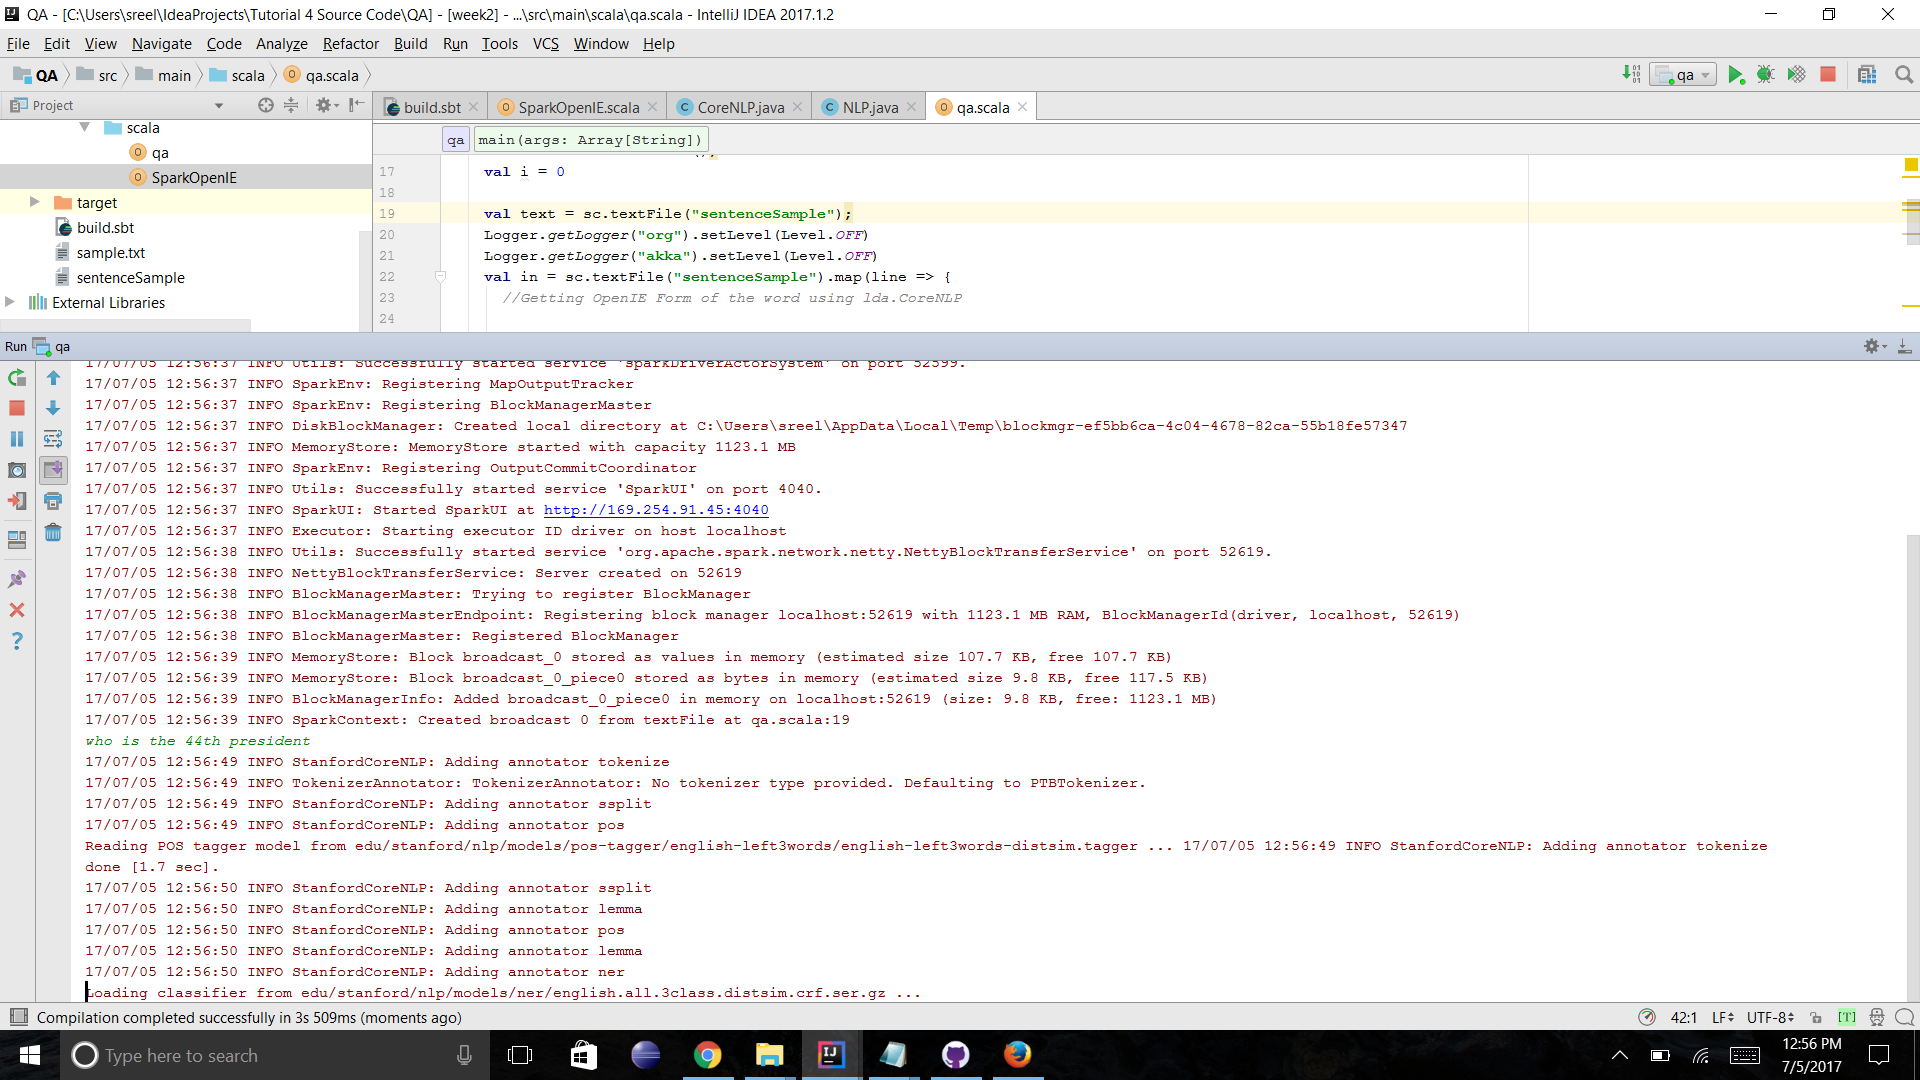 QA - [C:\Users\sreel\IdeaProjects\Tutorial 4 Source Code\QA] - [week2] - ...\src\main\scala\qa.scala - IntelliJ IDEA 2017.1.2
File Edit View Navigate Code Analyze Refactor Build Run Tools VCS Window Help
QA src main scala qa.scala
qa
Project
build.sbt SparkOpenIE.scala CoreNLP.java NLP.java qa.scala
scala
qa
SparkOpenIE
target
build.sbt
sample.txt
sentenceSample
External Libraries
qa main(args: Array[String])
17 val i = 0
18
19 val text = sc.textFile("sentenceSample");
20 Logger.getLogger("org").setLevel(Level.OFF)
21 Logger.getLogger("akka").setLevel(Level.OFF)
22 val in = sc.textFile("sentenceSample").map(line => {
23 //Getting OpenIE Form of the word using lda.CoreNLP
24
Run qa
17/07/05 12:56:37 INFO Utils: Successfully started service 'sparkDriverActorSystem' on port 52599.
17/07/05 12:56:37 INFO SparkEnv: Registering MapOutputTracker
17/07/05 12:56:37 INFO SparkEnv: Registering BlockManagerMaster
17/07/05 12:56:37 INFO DiskBlockManager: Created local directory at C:\Users\sreel\AppData\Local\Temp\blockmgr-ef5bb6ca-4c04-4678-82ca-55b18fe57347
17/07/05 12:56:37 INFO MemoryStore: MemoryStore started with capacity 1123.1 MB
17/07/05 12:56:37 INFO SparkEnv: Registering OutputCommitCoordinator
17/07/05 12:56:37 INFO Utils: Successfully started service 'SparkUI' on port 4040.
17/07/05 12:56:37 INFO SparkUI: Started SparkUI at http://169.254.91.45:4040
17/07/05 12:56:37 INFO Executor: Starting executor ID driver on host localhost
17/07/05 12:56:38 INFO Utils: Successfully started service 'org.apache.spark.network.netty.NettyBlockTransferService' on port 52619.
17/07/05 12:56:38 INFO NettyBlockTransferService: Server created on 52619
17/07/05 12:56:38 INFO BlockManagerMaster: Trying to register BlockManager
17/07/05 12:56:38 INFO BlockManagerMasterEndpoint: Registering block manager localhost:52619 with 1123.1 MB RAM, BlockManagerId(driver, localhost, 52619)
17/07/05 12:56:38 INFO BlockManagerMaster: Registered BlockManager
17/07/05 12:56:39 INFO MemoryStore: Block broadcast_0 stored as values in memory (estimated size 107.7 KB, free 107.7 KB)
17/07/05 12:56:39 INFO MemoryStore: Block broadcast_0_piece0 stored as bytes in memory (estimated size 9.8 KB, free 117.5 KB)
17/07/05 12:56:39 INFO BlockManagerInfo: Added broadcast_0_piece0 in memory on localhost:52619 (size: 9.8 KB, free: 1123.1 MB)
17/07/05 12:56:39 INFO SparkContext: Created broadcast 0 from textFile at qa.scala:19
who is the 44th president
17/07/05 12:56:49 INFO StanfordCoreNLP: Adding annotator tokenize
17/07/05 12:56:49 INFO TokenizerAnnotator: TokenizerAnnotator: No tokenizer type provided. Defaulting to PTBTokenizer.
17/07/05 12:56:49 INFO StanfordCoreNLP: Adding annotator ssplit
17/07/05 12:56:49 INFO StanfordCoreNLP: Adding annotator pos
Reading POS tagger model from edu/stanford/nlp/models/pos-tagger/english-left3words/english-left3words-distsim.tagger ... 17/07/05 12:56:49 INFO StanfordCoreNLP: Adding annotator tokenize
done [1.7 sec].
17/07/05 12:56:50 INFO StanfordCoreNLP: Adding annotator ssplit
17/07/05 12:56:50 INFO StanfordCoreNLP: Adding annotator lemma
17/07/05 12:56:50 INFO StanfordCoreNLP: Adding annotator pos
17/07/05 12:56:50 INFO StanfordCoreNLP: Adding annotator lemma
17/07/05 12:56:50 INFO StanfordCoreNLP: Adding annotator ner
Loading classifier from edu/stanford/nlp/models/ner/english.all.3class.distsim.crf.ser.gz ...
Compilation completed successfully in 3s 509ms (moments ago)
42:1 LF UTF-8 [T]
Type here to search
12:56 PM
7/5/2017